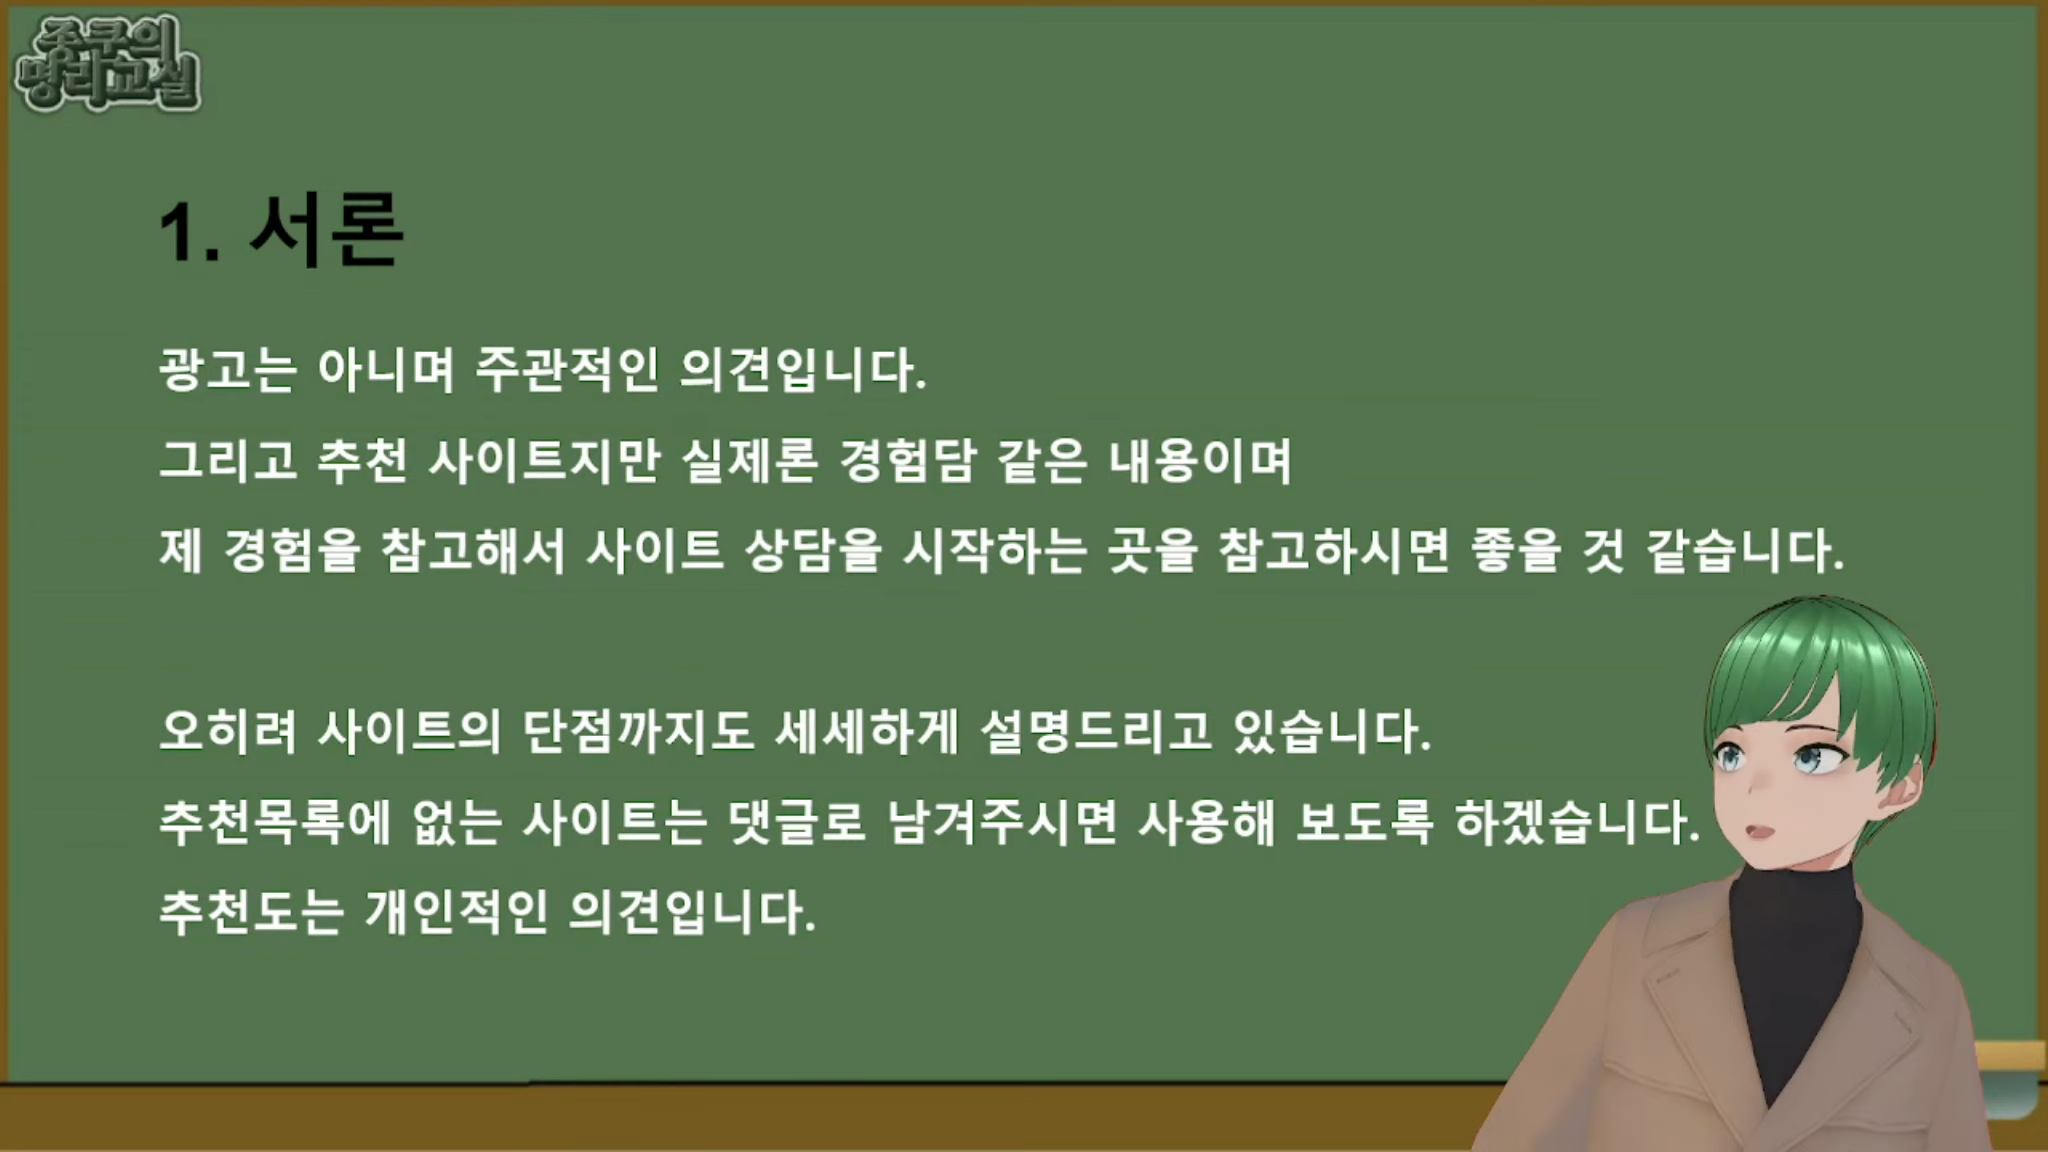 종쿠의
명리교실
1. 서론
광고는 아니며 주관적인 의견입니다.
그리고 추천 사이트지만 실제론 경험담 같은 내용이며
제 경험을 참고해서 사이트 상담을 시작하는 곳을 참고하시면 좋을 것 같습니다.
오히려 사이트의 단점까지도 세세하게 설명드리고 있습니다.
추천목록에 없는 사이트는 댓글로 남겨주시면 사용해 보도록 하겠습니다.
추천도는 개인적인 의견입니다.